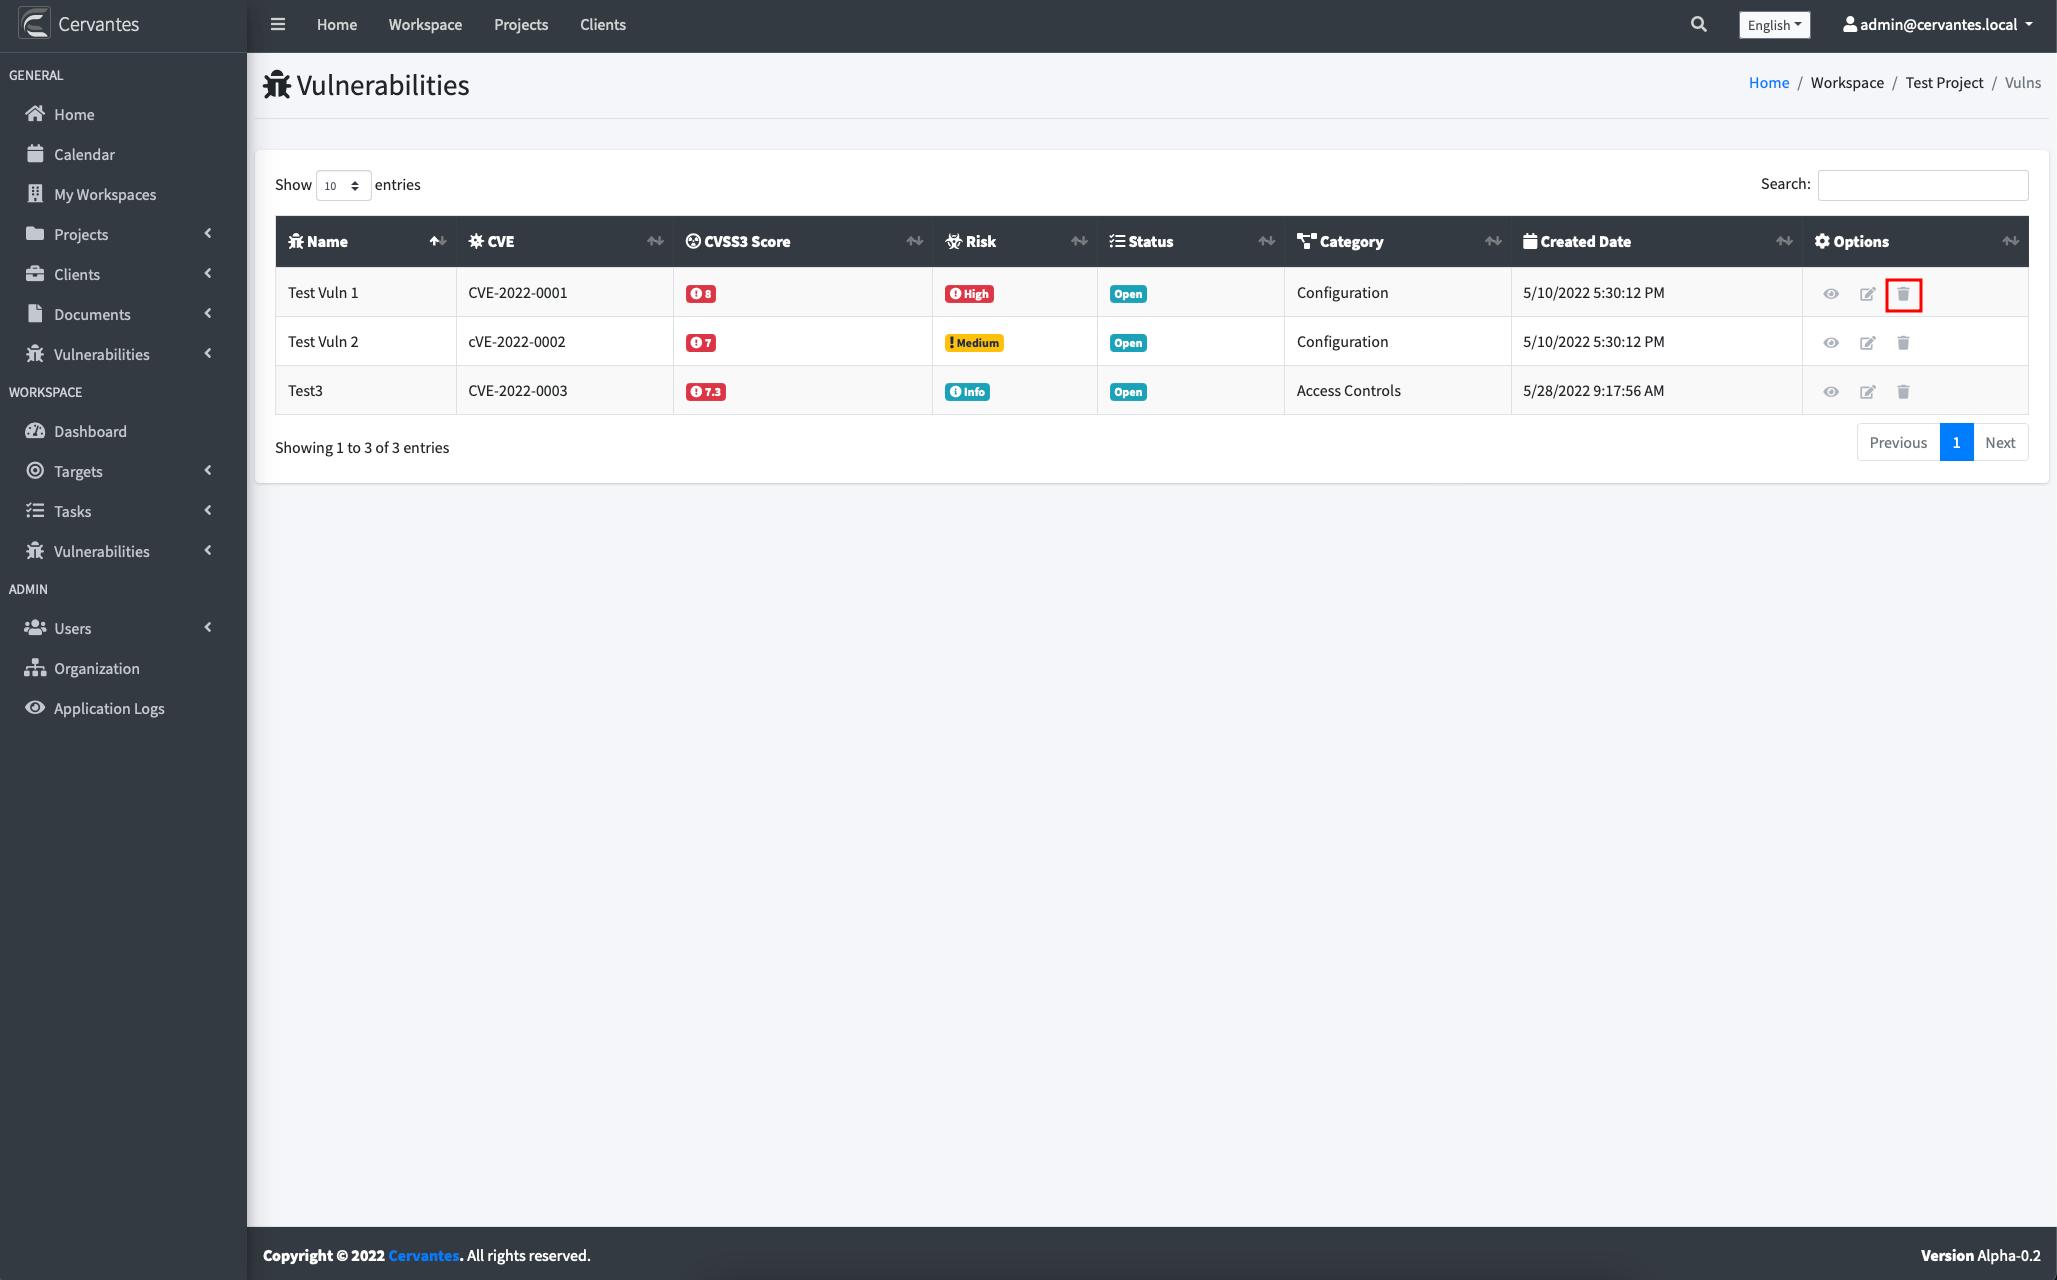 Cervantes
Home
Workspace
Projects
Clients
English
admin@cervantes.local
GENERAL
Home
Calendar
My Workspaces
Projects
Clients
Documents
Vulnerabilities
WORKSPACE
Dashboard
Targets
Tasks
Vulnerabilities
ADMIN
Users
Organization
Application Logs
Vulnerabilities
Home / Workspace / Test Project / Vulns
Show 10 entries
Search:
Name CVE CVSS3 Score Risk Status Category Created Date Options
Test Vuln 1 CVE-2022-0001 8 High Open Configuration 5/10/2022 5:30:12 PM
Test Vuln 2 cVE-2022-0002 7 Medium Open Configuration 5/10/2022 5:30:12 PM
Test3 CVE-2022-0003 7.3 Info Open Access Controls 5/28/2022 9:17:56 AM
Showing 1 to 3 of 3 entries
Previous 1 Next
Copyright © 2022 Cervantes. All rights reserved.
Version Alpha-0.2